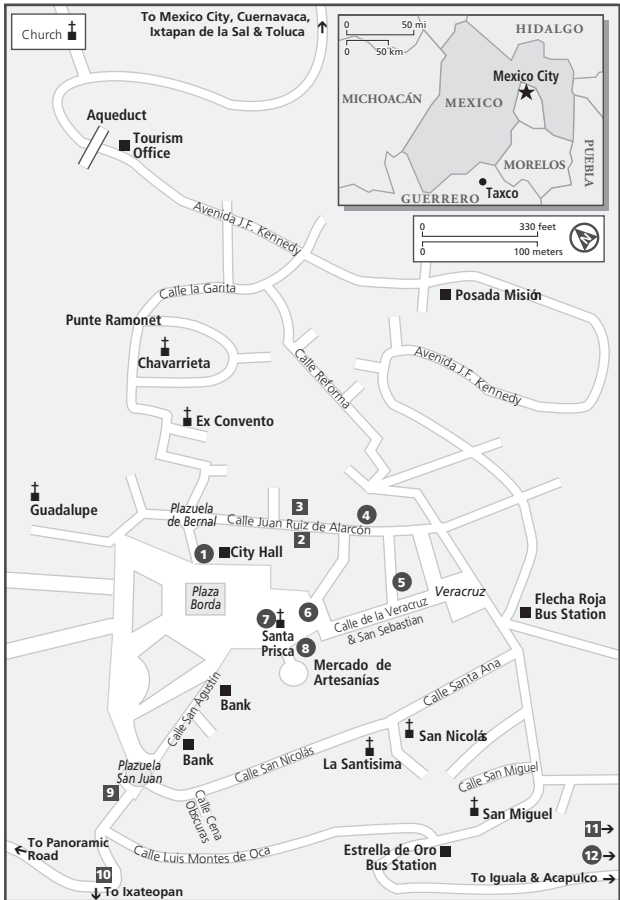 Church
To Mexico City, Cuernavaca,
Ixtapan de la Sal & Toluca
0 50 mi
0 50 km
HIDALGO
Mexico City
MICHOACÁN
MEXICO
MORELOS
PUEBLA
GUERRERO
Taxco
0 330 feet
0 100 meters
N
Aqueduct
Tourism
Office
Avenida J.F. Kennedy
Calle la Garita
Posada Misión
Punte Ramonet
Chavarrieta
Calle Reforma
Avenida J.F. Kennedy
Ex Convento
Guadalupe
Plazuela
de Bernal
3
4
Calle Juan Ruiz de Alarcón
2
1
City Hall
Plaza
Borda
5
Veracruz
Flecha Roja
Bus Station
7
6
Calle de la Veracruz
& San Sebastian
Santa
Prisca
8
Mercado de
Artesanías
Calle Santa Ana
Calle San Agustín
Bank
Bank
San Nicolás
La Santisima
Calle San Nicolás
Plazuela
San Juan
Calle San Miguel
9
Calle Cena
Obscuras
San Miguel
11
To Panoramic
Road
Calle Luis Montes de Oca
Estrella de Oro
Bus Station
12
10
To Iguala & Acapulco
To Ixateopan